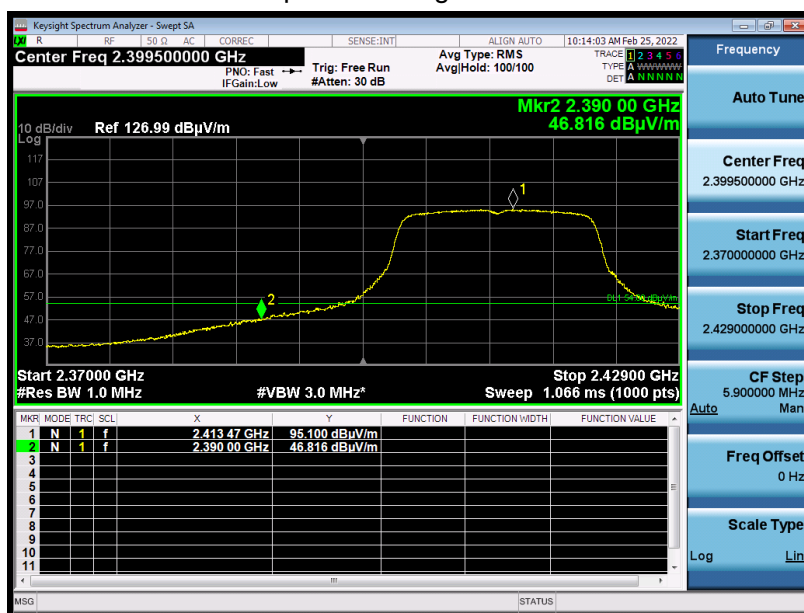 Keysight Spectrum Analyzer - Swept SA
LXI R RF 50 Ω AC CORREC SENSE:INT ALIGN AUTO 10:14:03 AM Feb 25, 2022
Center Freq 2.399500000 GHz
PNO: Fast
IFGain:Low
Trig: Free Run
#Atten: 30 dB
Avg Type: RMS
Avg|Hold: 100/100
TRACE 1 2 3 4 5 6
TYPE A WWWWW
DET A N N N N N
Mkr2 2.390 00 GHz
46.816 dBµV/m
10 dB/div Ref 126.99 dBµV/m
Log
117
107
97.0
87.0
77.0
67.0
57.0
47.0
37.0
1
2
Start 2.37000 GHz Stop 2.42900 GHz
#Res BW 1.0 MHz #VBW 3.0 MHz* Sweep 1.066 ms (1000 pts)
MKR MODE TRC SCL X Y FUNCTION FUNCTION WIDTH FUNCTION VALUE
1 N 1 f 2.413 47 GHz 95.100 dBµV/m
2 N 1 f 2.390 00 GHz 46.816 dBµV/m
3
4
5
6
7
8
9
10
11
MSG STATUS
Frequency
Auto Tune
Center Freq
2.399500000 GHz
Start Freq
2.370000000 GHz
Stop Freq
2.429000000 GHz
CF Step
5.900000 MHz
Auto Man
Freq Offset
0 Hz
Scale Type
Log Lin